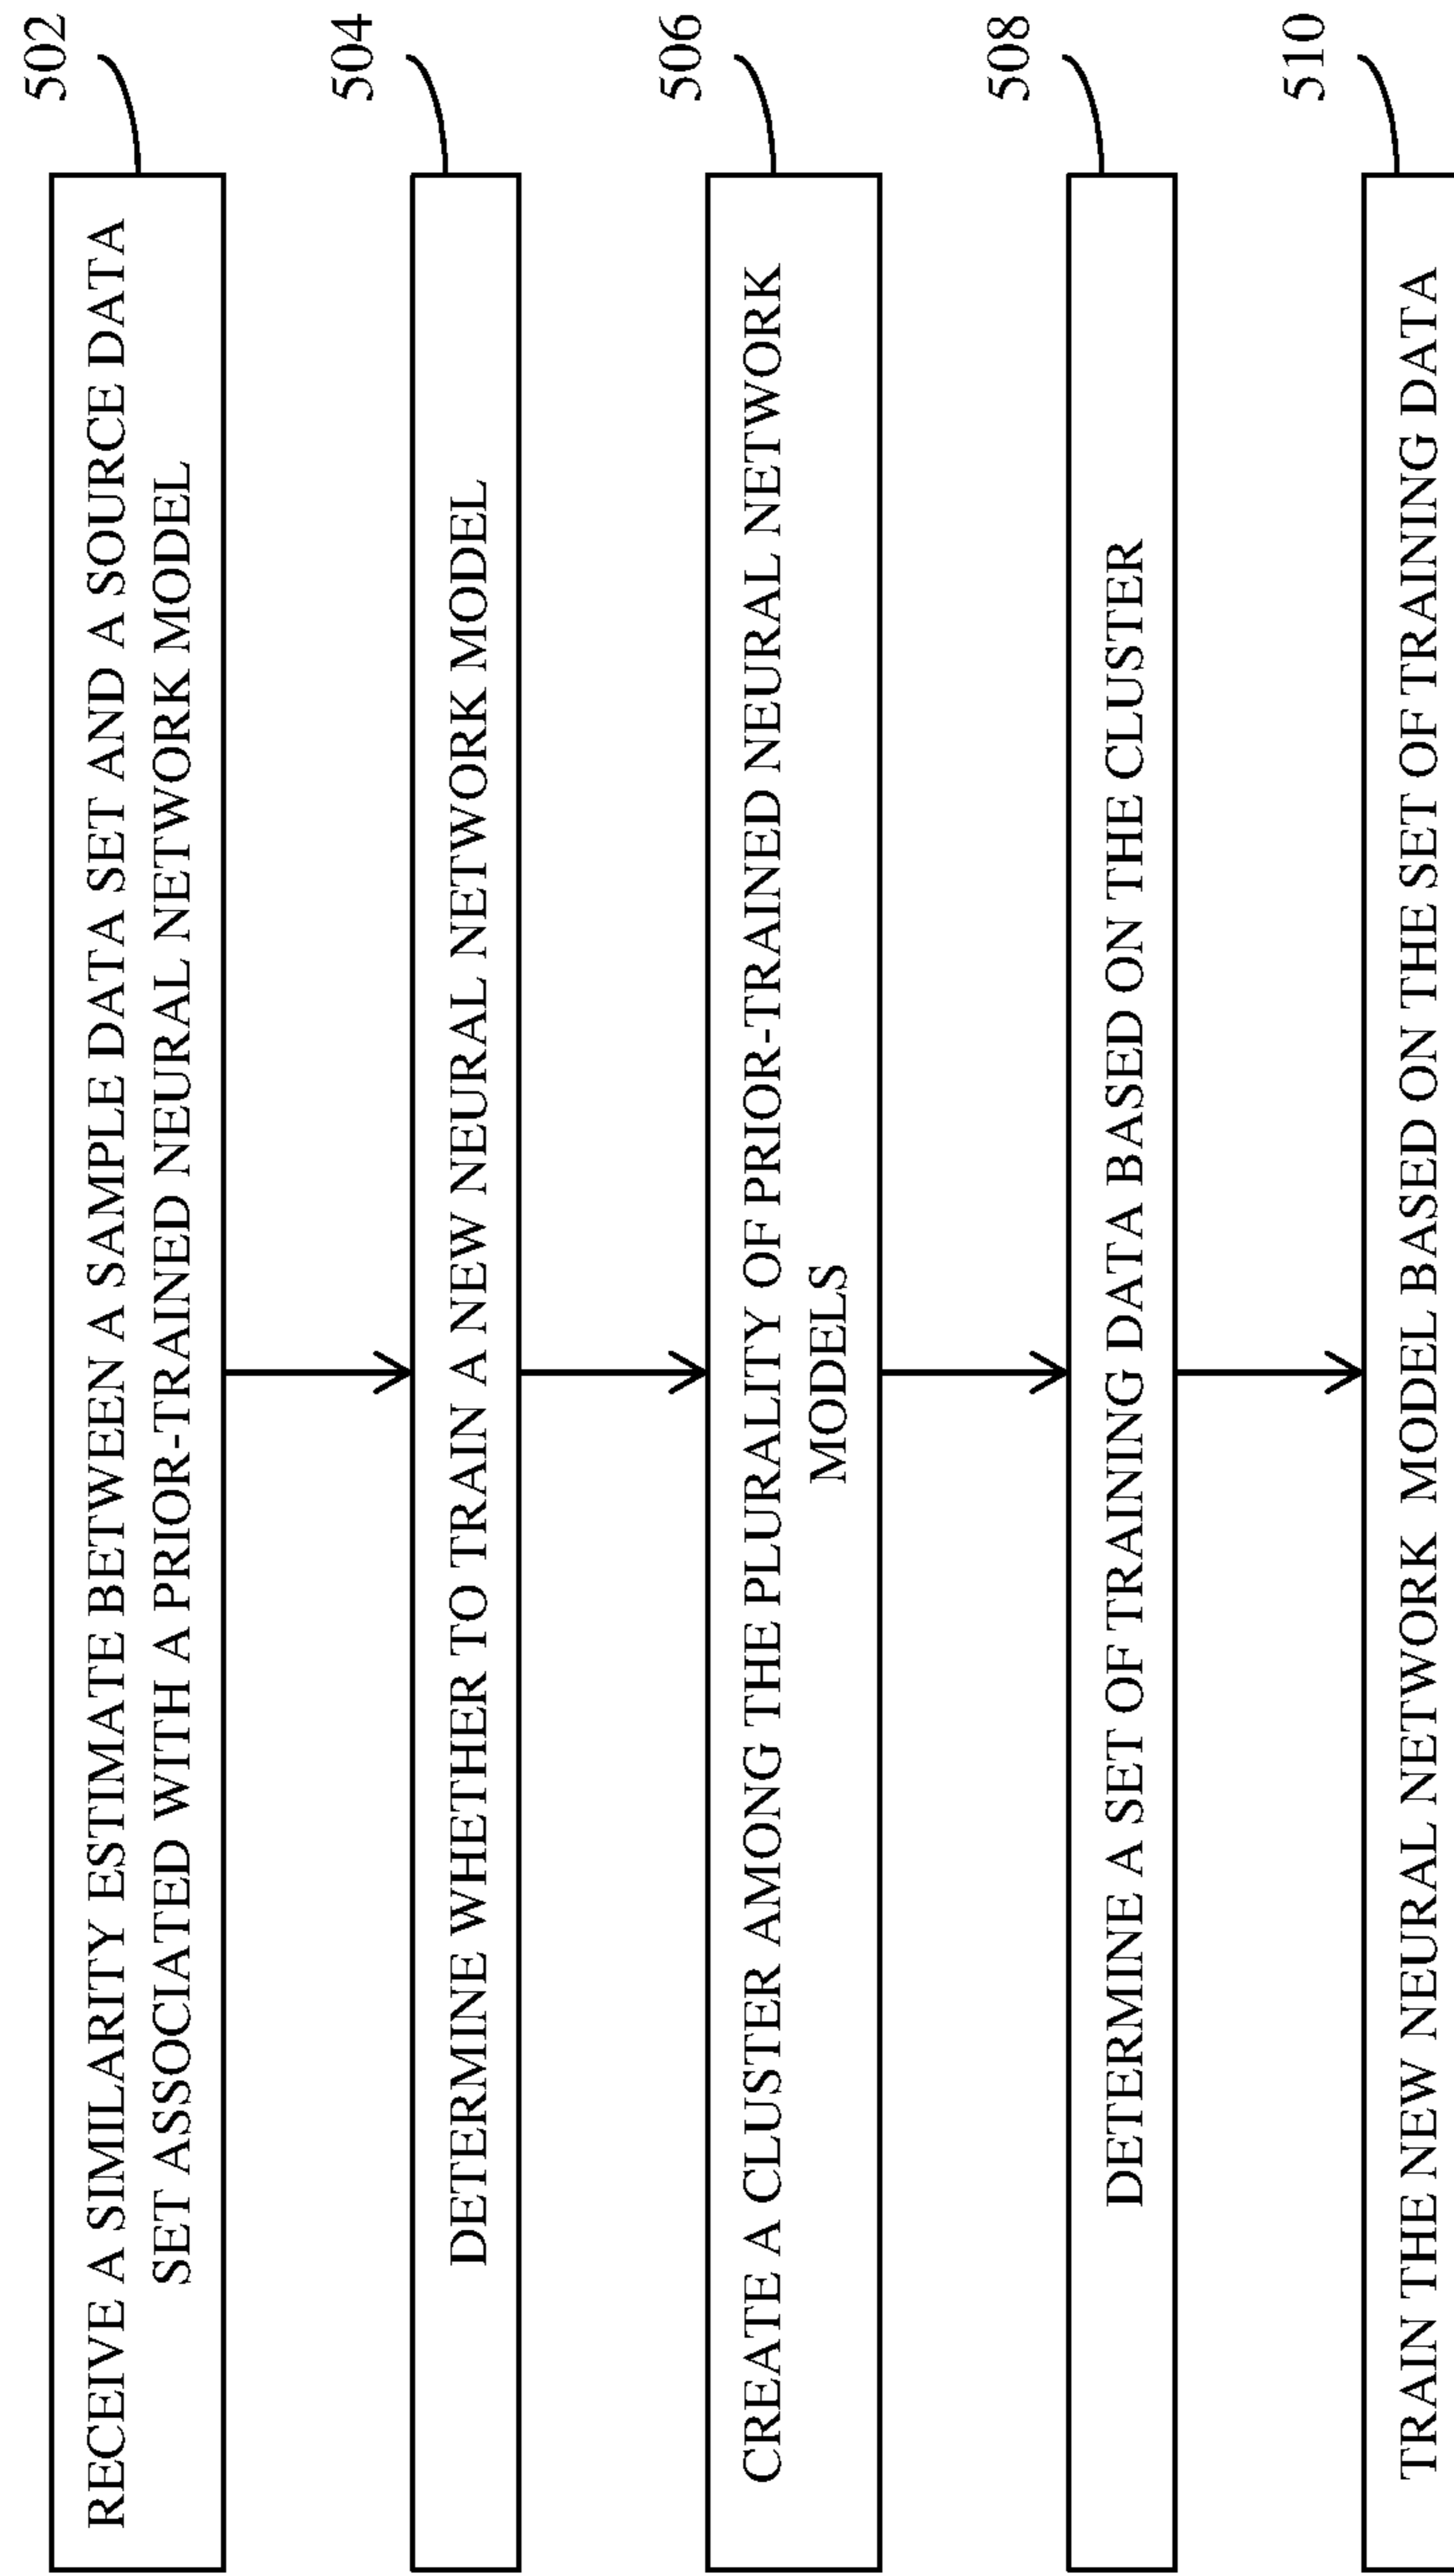 502
RECEIVE A SIMILARITY ESTIMATE BETWEEN A SAMPLE DATA SET AND A SOURCE DATA
SET ASSOCIATED WITH A PRIOR-TRAINED NEURAL NETWORK MODEL
504
DETERMINE WHETHER TO TRAIN A NEW NEURAL NETWORK MODEL
506
CREATE A CLUSTER AMONG THE PLURALITY OF PRIOR-TRAINED NEURAL NETWORK
MODELS
508
DETERMINE A SET OF TRAINING DATA BASED ON THE CLUSTER
510
TRAIN THE NEW NEURAL NETWORK MODEL BASED ON THE SET OF TRAINING DATA